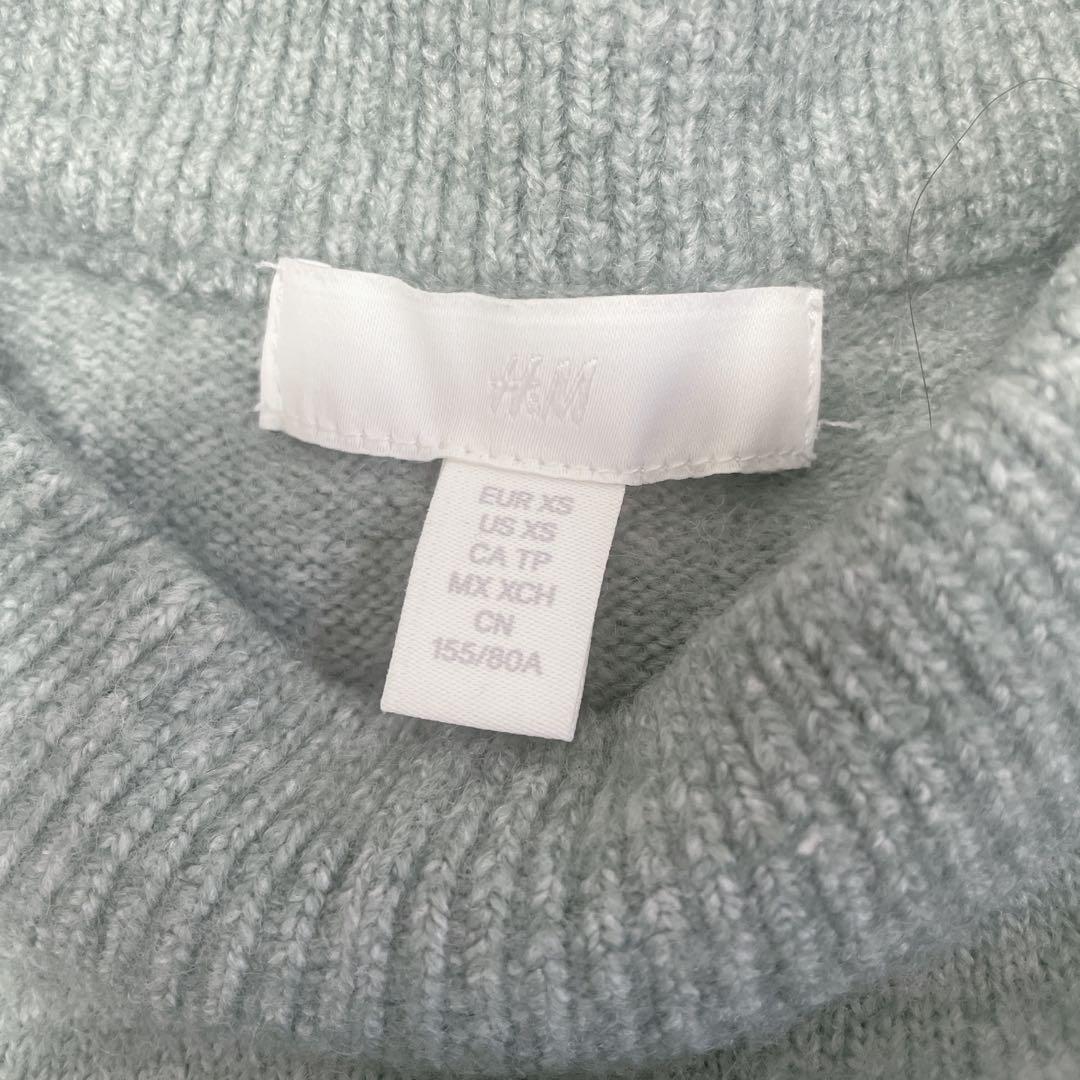 H&M
EUR XS
US XS
CA TP
MX XCH
CN
155/80A